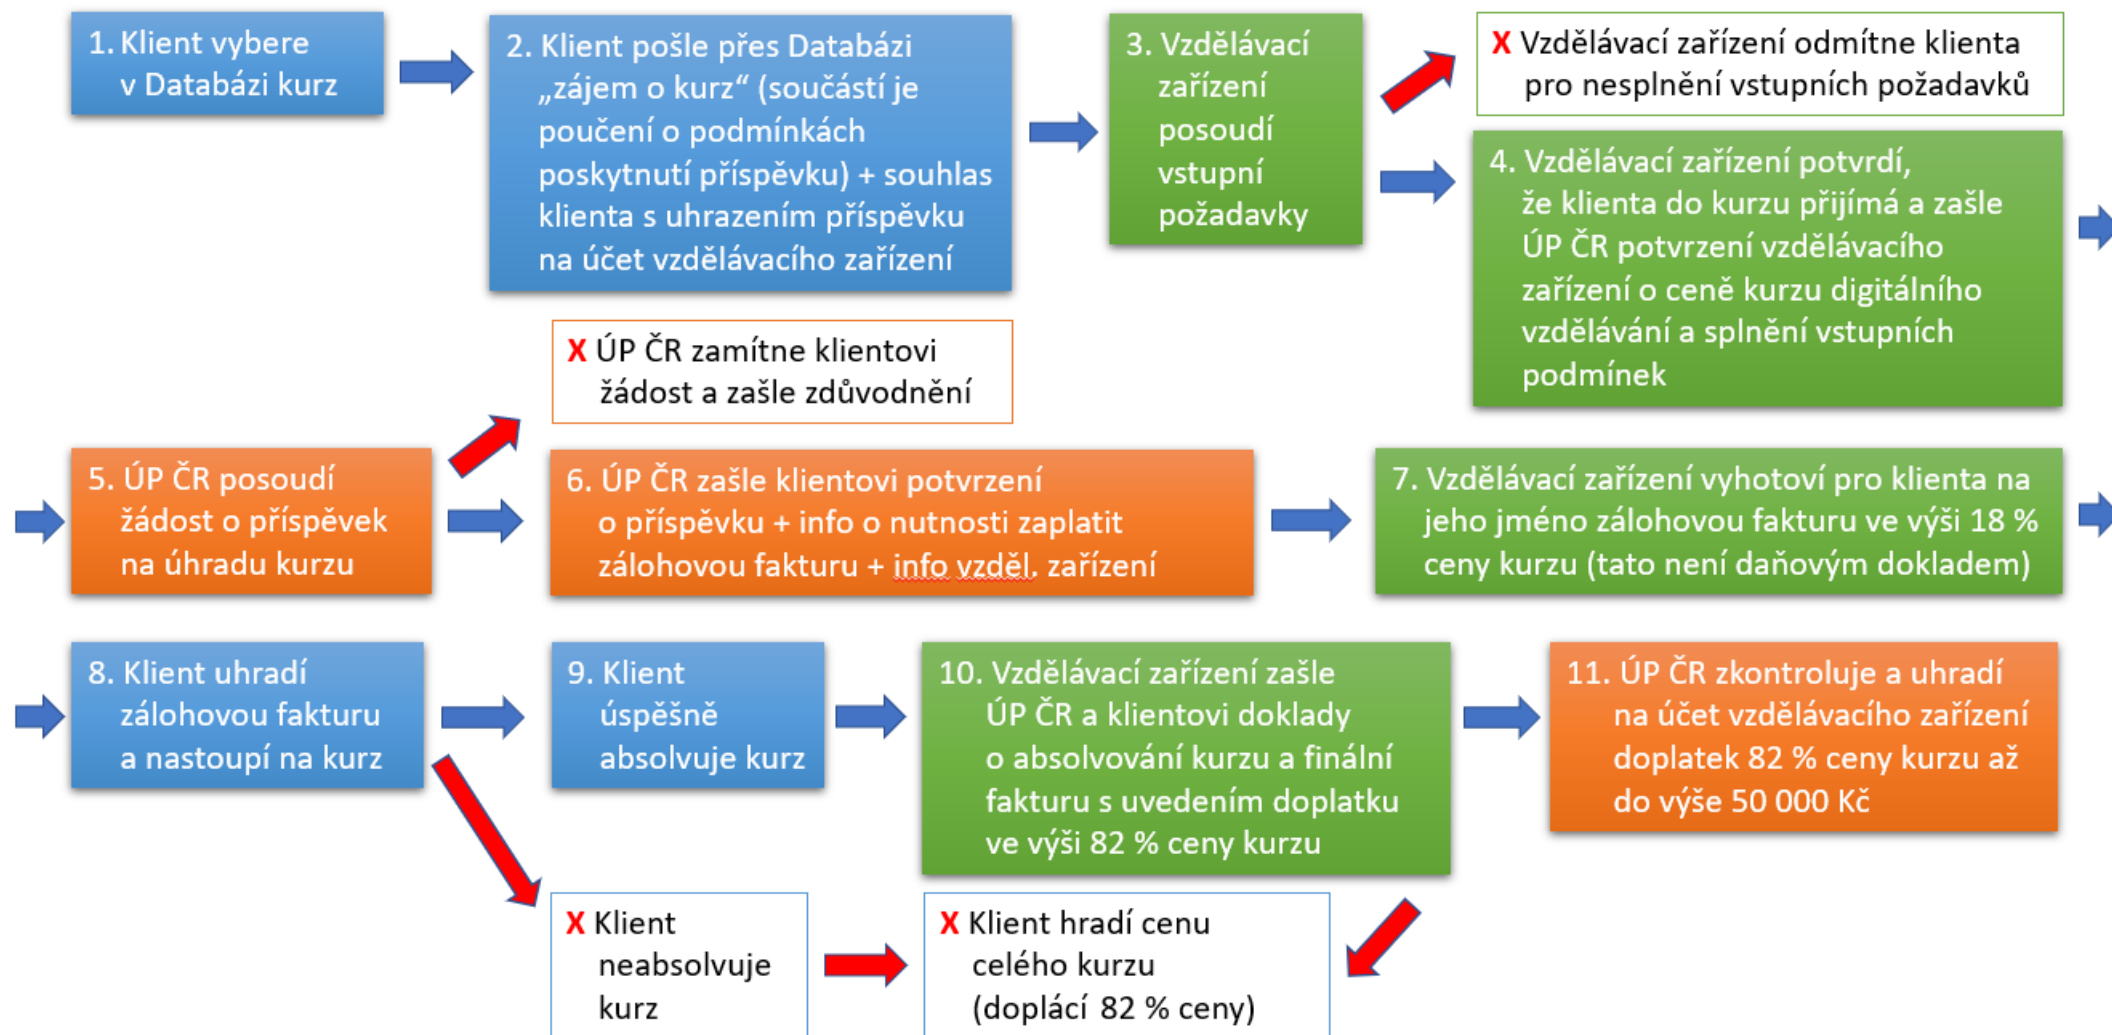 1. Klient vybere
v Databázi kurz
2. Klient pošle přes Databázi
„zájem o kurz“ (součástí je
poučení o podmínkách
poskytnutí příspěvku) + souhlas
klienta s uhrazením příspěvku
na účet vzdělávacího zařízení
3. Vzdělávací
zařízení
posoudí
vstupní
požadavky
X Vzdělávací zařízení odmítne klienta
pro nesplnění vstupních požadavků
4. Vzdělávací zařízení potvrdí,
že klienta do kurzu přijímá a zašle
ÚP ČR potvrzení vzdělávacího
zařízení o ceně kurzu digitálního
vzdělávání a splnění vstupních
podmínek
X ÚP ČR zamítne klientovi
žádost a zašle zdůvodnění
5. ÚP ČR posoudí
žádost o příspěvek
na úhradu kurzu
6. ÚP ČR zašle klientovi potvrzení
o příspěvku + info o nutnosti zaplatit
zálohovou fakturu + info vzděl. zařízení
7. Vzdělávací zařízení vyhotoví pro klienta na
jeho jméno zálohovou fakturu ve výši 18 %
ceny kurzu (tato není daňovým dokladem)
8. Klient uhradí
zálohovou fakturu
a nastoupí na kurz
9. Klient
úspěšně
absolvuje kurz
10. Vzdělávací zařízení zašle
ÚP ČR a klientovi doklady
o absolvování kurzu a finální
fakturu s uvedením doplatku
ve výši 82 % ceny kurzu
11. ÚP ČR zkontroluje a uhradí
na účet vzdělávacího zařízení
doplatek 82 % ceny kurzu až
do výše 50 000 Kč
X Klient
neabsolvuje
kurz
X Klient hradí cenu
celého kurzu
(doplácí 82 % ceny)